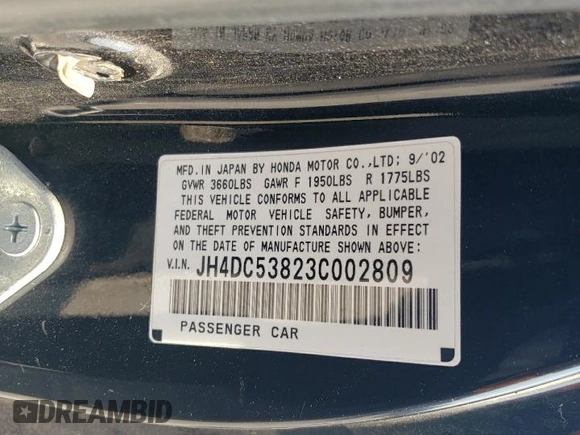 MFD.IN JAPAN BY HONDA MOTOR CO.,LTD; 9/'02
GVWR 3660LBS GAWR F 1950LBS R 1775LBS
THIS VEHICLE CONFORMS TO ALL APPLICABLE
FEDERAL MOTOR VEHICLE SAFETY, BUMPER,
AND THEFT PREVENTION STANDARDS IN EFFECT
ON THE DATE OF MANUFACTURE SHOWN ABOVE:
V.I.N. JH4DC53823C002809
PASSENGER CAR
DREAMBID